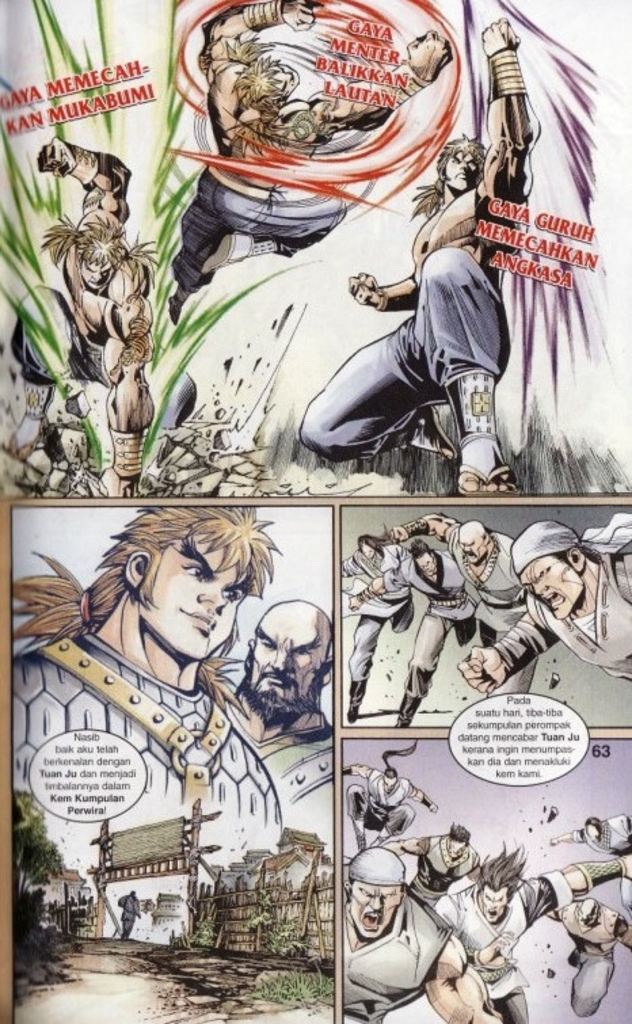 GAYA MEMECAH-
KAN MUKABUMI
GAYA
MENTER-
BALIKKAN
LAUTAN
GAYA GURUH
MEMECAHKAN
ANGKASA
Nasib
baik aku telah
berkenalan dengan
Tuan Ju dan menjadi
timbalannya dalam
Kem Kumpulan
Perwira!
Pada
suatu hari, tiba-tiba
sekumpulan perompak
datang mencabar Tuan Ju
kerana ingin menumpas-
kan dia dan menakluki
kem kami.
63